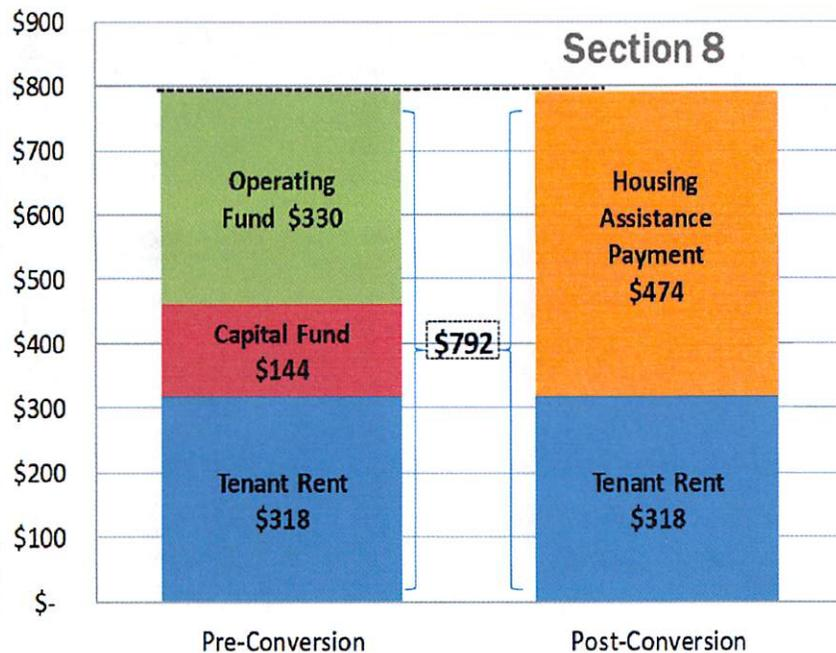 $900
Section 8
$800
$700
$600
$500
$400
$300
$200
$100
$-
Operating
Fund $330
Capital Fund
$144
Tenant Rent
$318
$792
Housing
Assistance
Payment
$474
Tenant Rent
$318
Pre-Conversion
Post-Conversion